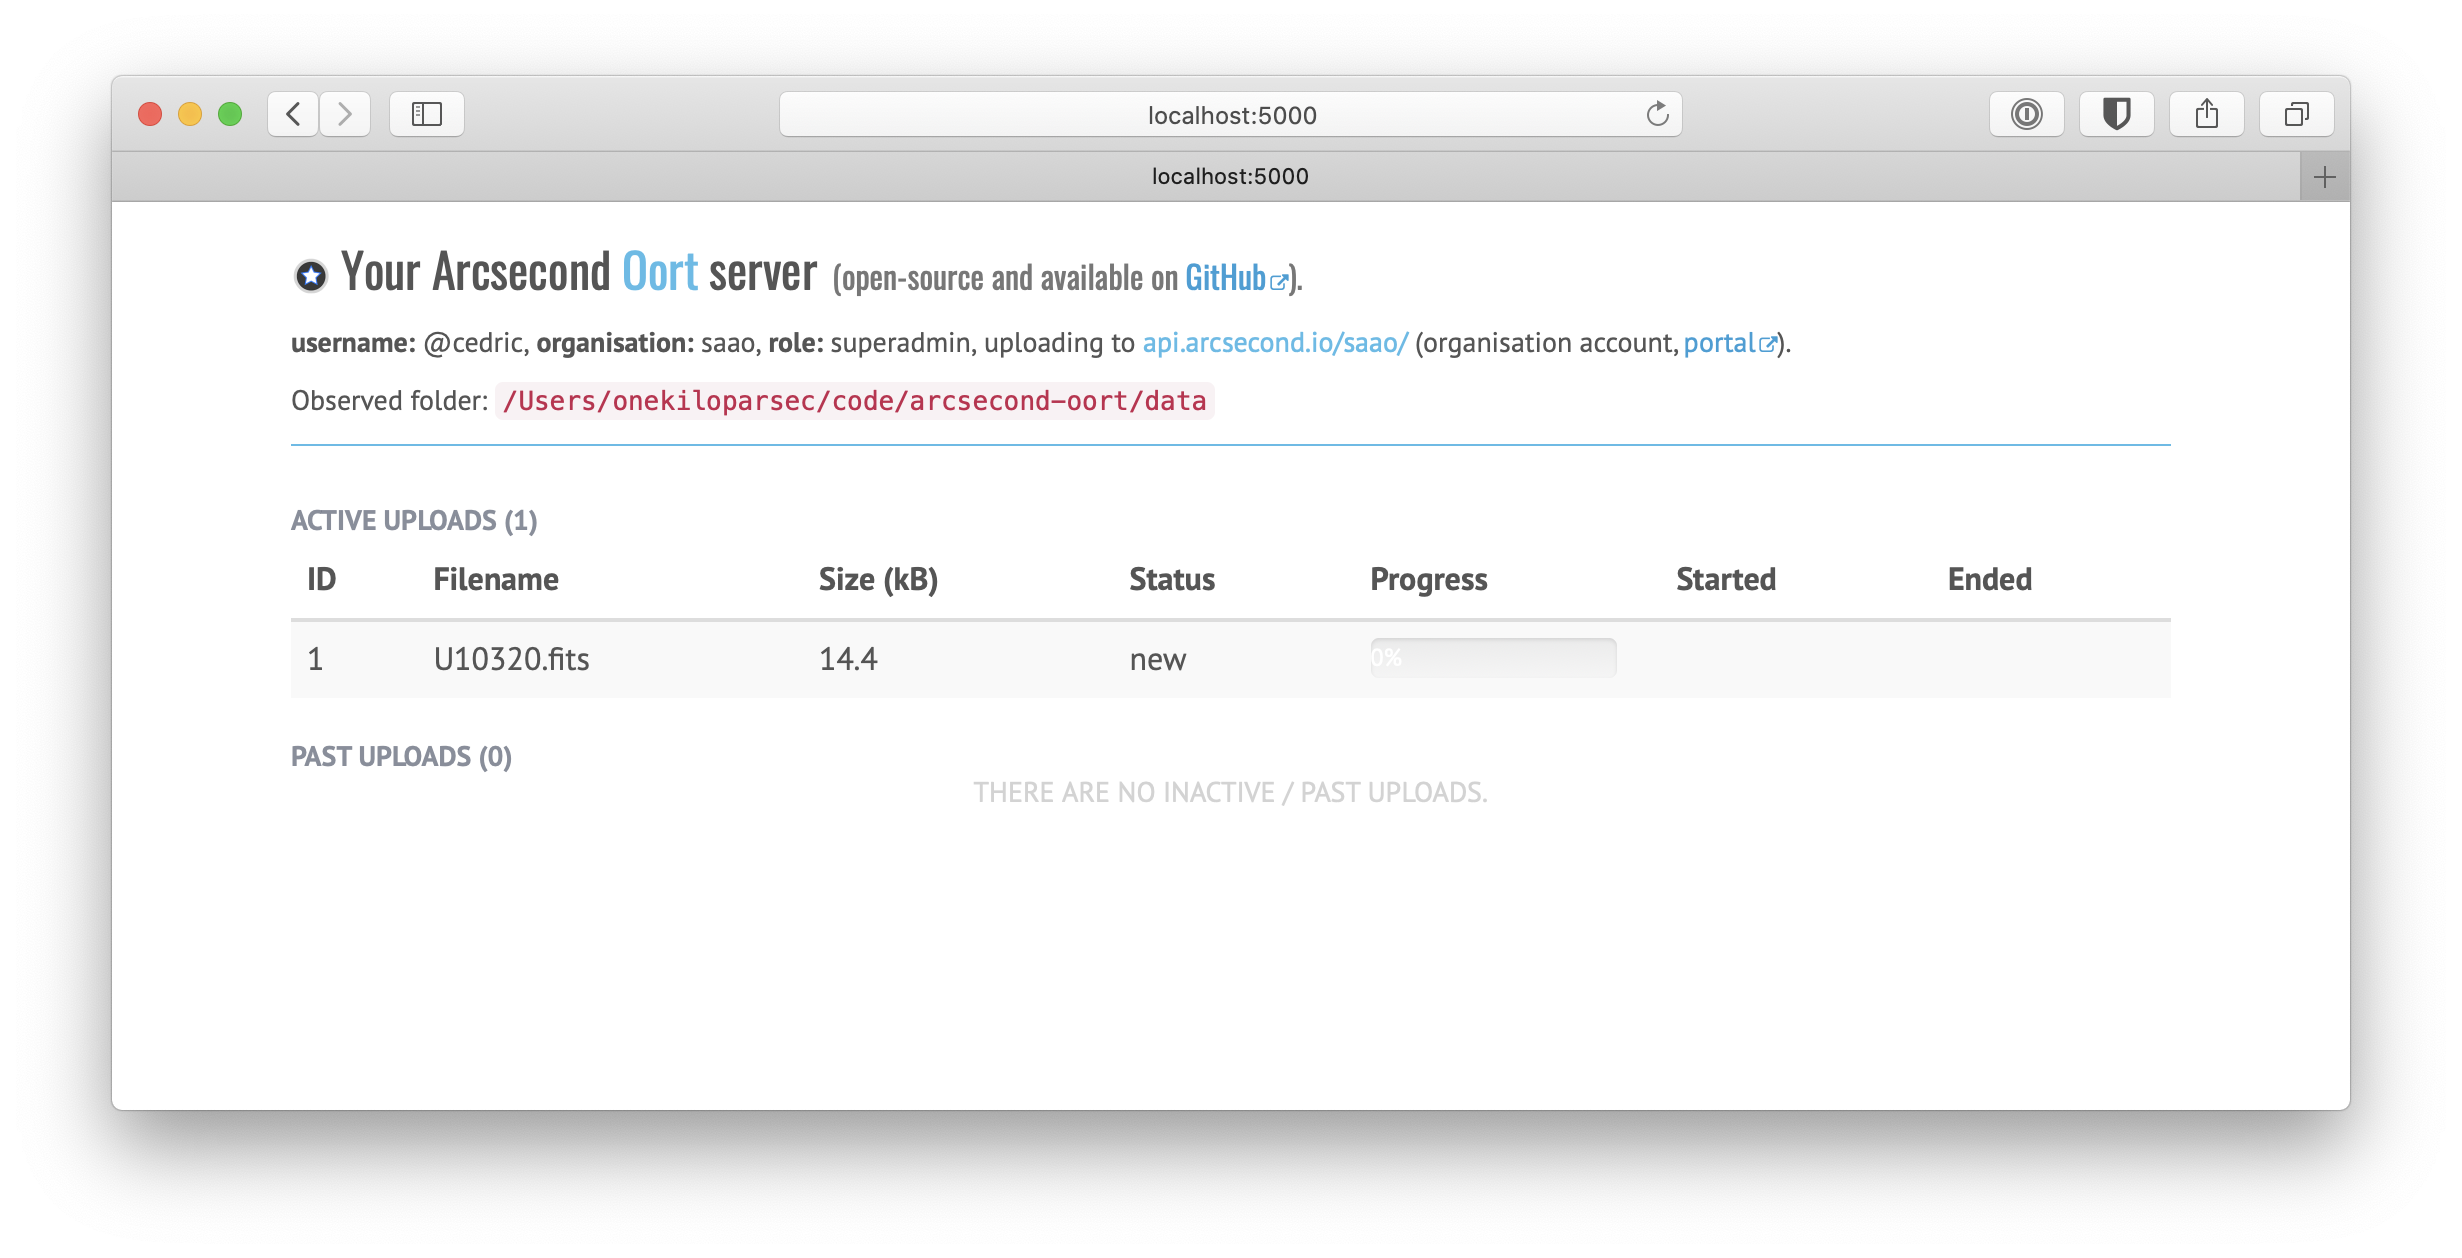 localhost:5000
localhost:5000
Your Arcsecond Oort server (open-source and available on GitHub).
username: @cedric, organisation: saao, role: superadmin, uploading to api.arcsecond.io/saao/ (organisation account, portal).
Observed folder: /Users/onekiloparsec/code/arcsecond-oort/data
ACTIVE UPLOADS (1)
ID Filename Size (kB) Status Progress Started Ended
1 U10320.fits 14.4 new 0%
PAST UPLOADS (0)
THERE ARE NO INACTIVE / PAST UPLOADS.